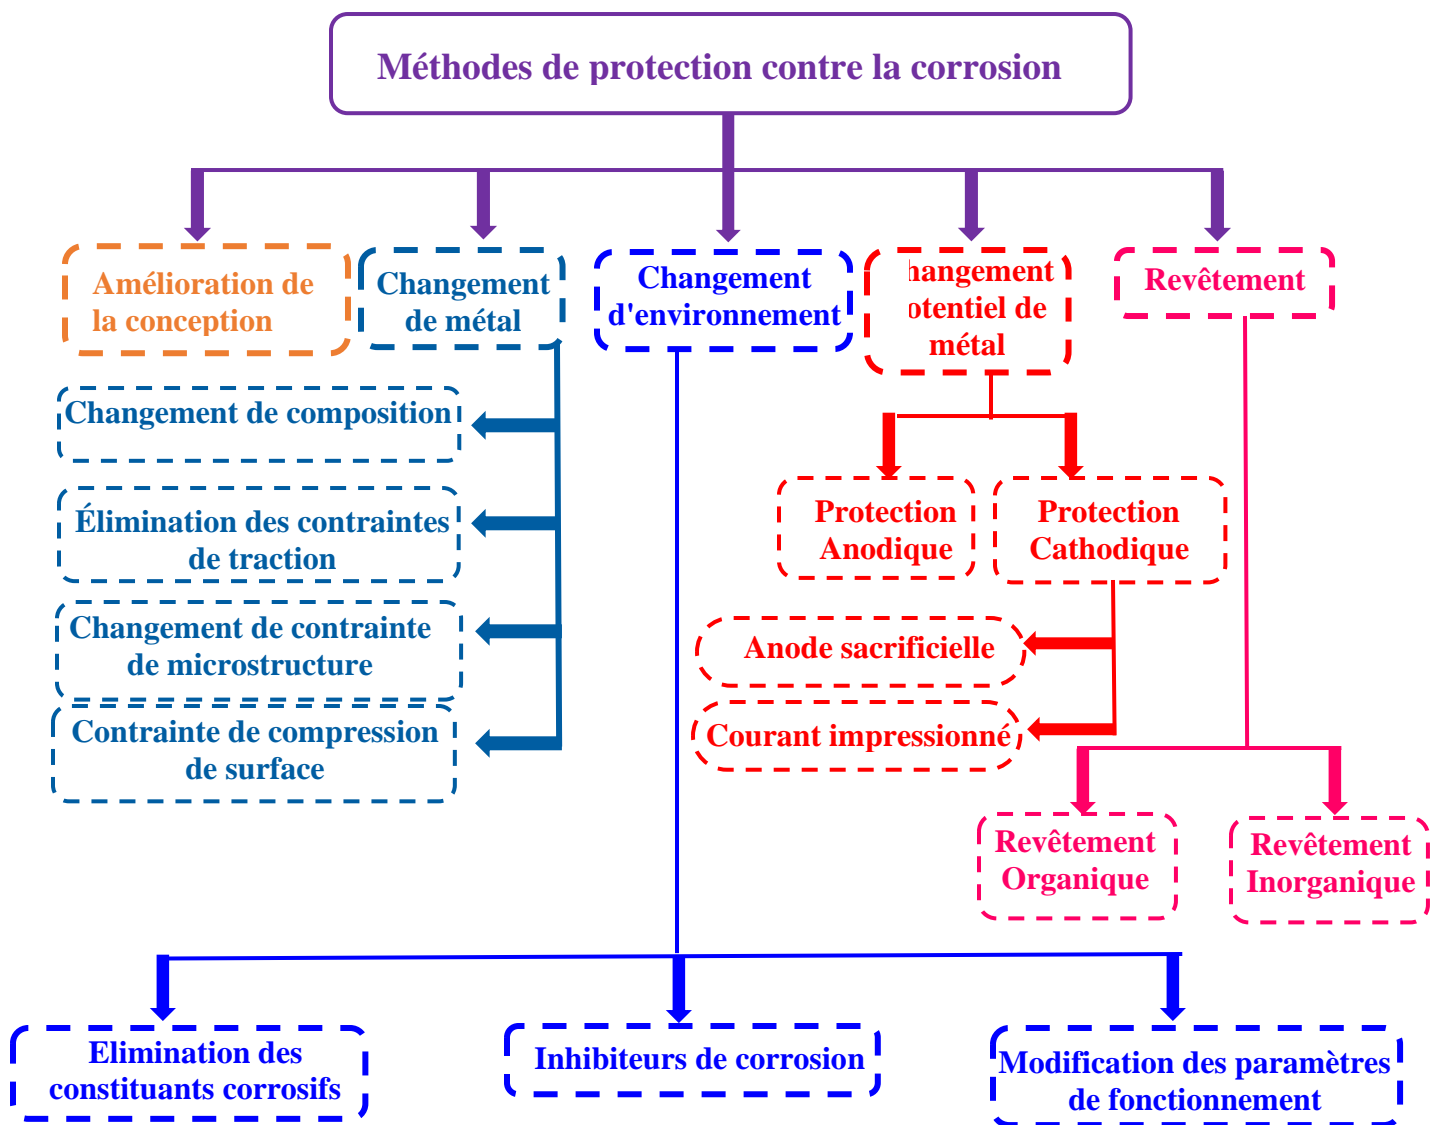 Méthodes de protection contre la corrosion
Amélioration de
la conception
Changement
de métal
Changement
d'environnement
hangement
otentiel de
métal
Revêtement
Changement de composition
Élimination des contraintes
de traction
Changement de contrainte
de microstructure
Contrainte de compression
de surface
Protection
Anodique
Protection
Cathodique
Anode sacrificielle
Courant impressionné
Revêtement
Organique
Revêtement
Inorganique
Elimination des
constituants corrosifs
Inhibiteurs de corrosion
Modification des paramètres
de fonctionnement